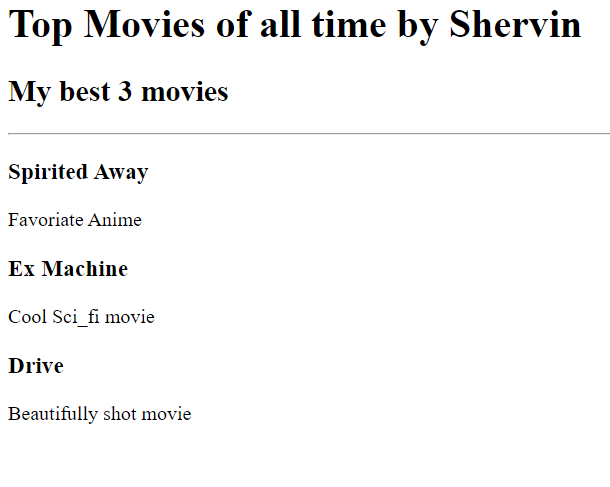 Top Movies of all time by Shervin
My best 3 movies
Spirited Away
Favoriate Anime
Ex Machine
Cool Sci_fi movie
Drive
Beautifully shot movie